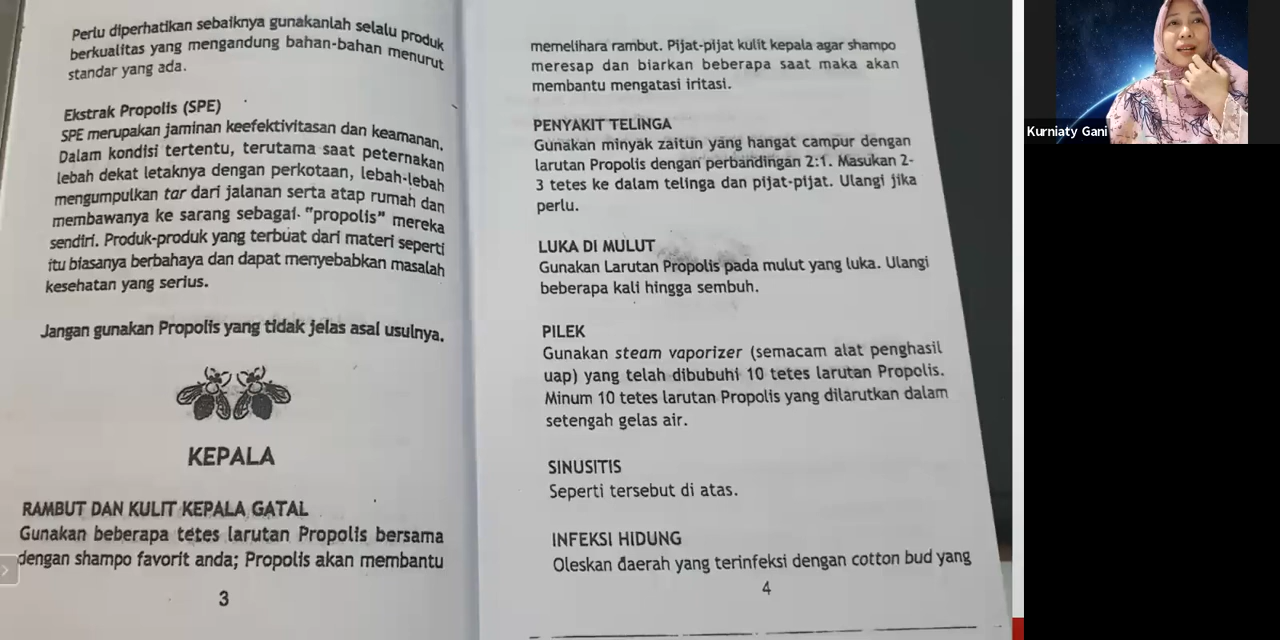 Perlu diperhatikan sebaiknya gunakanlah selalu produk
berkualitas yang mengandung bahan-bahan menurut
standar yang ada.
Ekstrak Propolis (SPE)
SPE merupakan jaminan keefektivitasan dan keamanan.
Dalam kondisi tertentu, terutama saat peternakan
lebah dekat letaknya dengan perkotaan, lebah-lebah
mengumpulkan tar dari jalanan serta atap rumah dan
membawanya ke sarang sebagai "propolis" mereka
sendiri. Produk-produk yang terbuat dari materi seperti
itu biasanya berbahaya dan dapat menyebabkan masalah
kesehatan yang serius.
Jangan gunakan Propolis yang tidak jelas asal usulnya.
KEPALA
RAMBUT DAN KULIT KEPALA GATAL
Gunakan beberapa tetes larutan Propolis bersama
dengan shampo favorit anda; Propolis akan membantu
3
memelihara rambut. Pijat-pijat kulit kepala agar shampo
meresap dan biarkan beberapa saat maka akan
membantu mengatasi iritasi.
PENYAKIT TELINGA
Gunakan minyak zaitun yang hangat campur dengan
larutan Propolis dengan perbandingan 2:1. Masukan 2-
3 tetes ke dalam telinga dan pijat-pijat. Ulangi jika
perlu.
LUKA DI MULUT
Gunakan Larutan Propolis pada mulut yang luka. Ulangi
beberapa kali hingga sembuh.
PILEK
Gunakan steam vaporizer (semacam alat penghasil
uap) yang telah dibubuhi 10 tetes larutan Propolis.
Minum 10 tetes larutan Propolis yang dilarutkan dalam
setengah gelas air.
SINUSITIS
Seperti tersebut di atas.
INFEKSI HIDUNG
Oleskan daerah yang terinfeksi dengan cotton bud yang
4
Kurniaty Gani